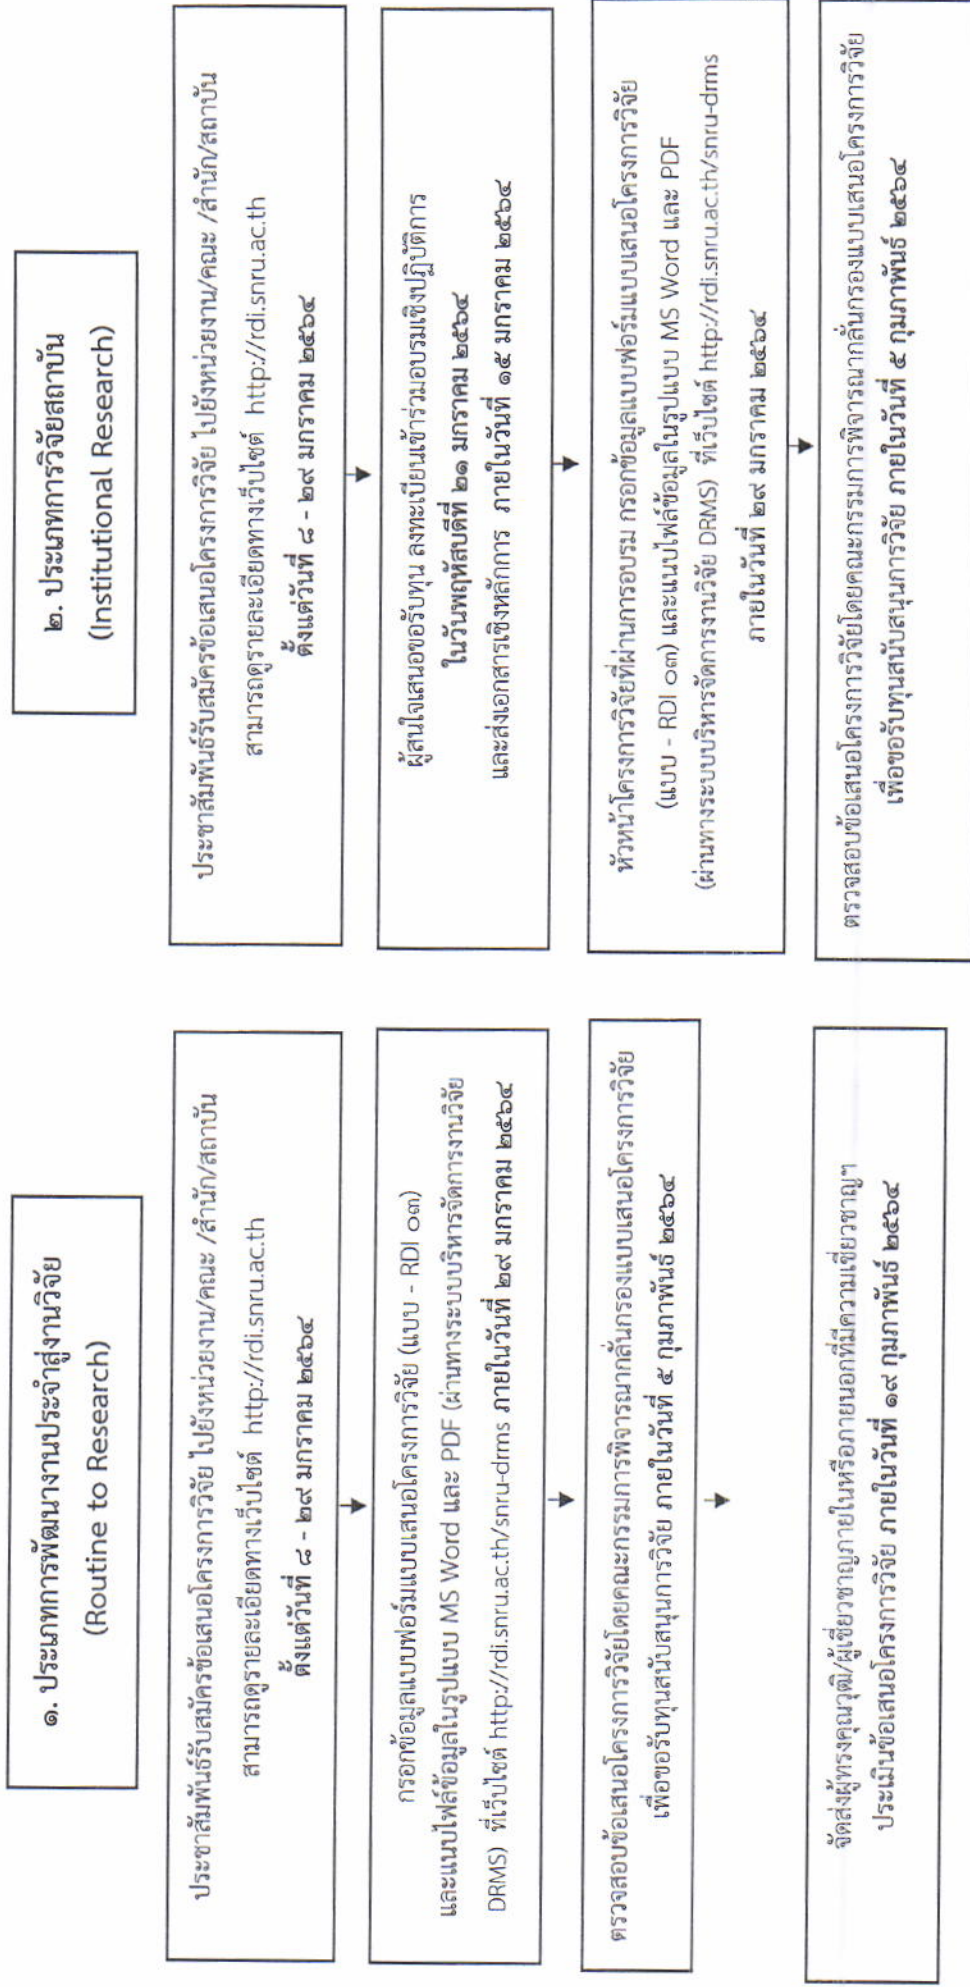 ๑. ประเภทการพัฒนางานประจำสู่งานวิจัย
(Routine to Research)
ประชาสัมพันธ์รับสมัครข้อเสนอโครงการวิจัย ไปยังหน่วยงาน/คณะ /สำนัก/สถาบัน
สามารถดูรายละเอียดทางเว็บไซต์ http://rdi.snru.ac.th
ตั้งแต่วันที่ ๘ - ๒๙ มกราคม ๒๕๖๔
กรอกข้อมูลแบบฟอร์มแบบเสนอโครงการวิจัย (แบบ - RDI ๐๓)
และแนบไฟล์ข้อมูลในรูปแบบ MS Word และ PDF (ผ่านทางระบบบริหารจัดการงานวิจัย
DRMS) ที่เว็บไซต์ http://rdi.snru.ac.th/snru-drms ภายในวันที่ ๒๙ มกราคม ๒๕๖๔
ตรวจสอบข้อเสนอโครงการวิจัยโดยคณะกรรมการพิจารณากลั่นกรองแบบเสนอโครงการวิจัย
เพื่อขอรับทุนสนับสนุนการวิจัย ภายในวันที่ ๕ กุมภาพันธ์ ๒๕๖๔
จัดส่งผู้ทรงคุณวุฒิ/ผู้เชี่ยวชาญภายในหรือภายนอกที่มีความเชี่ยวชาญฯ
ประเมินข้อเสนอโครงการวิจัย ภายในวันที่ ๑๙ กุมภาพันธ์ ๒๕๖๔
๒. ประเภทการวิจัยสถาบัน
(Institutional Research)
ประชาสัมพันธ์รับสมัครข้อเสนอโครงการวิจัย ไปยังหน่วยงาน/คณะ /สำนัก/สถาบัน
สามารถดูรายละเอียดทางเว็บไซต์ http://rdi.snru.ac.th
ตั้งแต่วันที่ ๘ - ๒๙ มกราคม ๒๕๖๔
ผู้สนใจเสนอขอรับทุน ลงทะเบียนเข้าร่วมอบรมเชิงปฏิบัติการ
ในวันพฤหัสบดีที่ ๒๑ มกราคม ๒๕๖๔
และส่งเอกสารเชิงหลักการ ภายในวันที่ ๑๕ มกราคม ๒๕๖๔
หัวหน้าโครงการวิจัยที่ผ่านการอบรม กรอกข้อมูลแบบฟอร์มแบบเสนอโครงการวิจัย
(แบบ - RDI ๐๓) และแนบไฟล์ข้อมูลในรูปแบบ MS Word และ PDF
(ผ่านทางระบบบริหารจัดการงานวิจัย DRMS) ที่เว็บไซต์ http://rdi.snru.ac.th/snru-drms
ภายในวันที่ ๒๙ มกราคม ๒๕๖๔
ตรวจสอบข้อเสนอโครงการวิจัยโดยคณะกรรมการพิจารณากลั่นกรองแบบเสนอโครงการวิจัย
เพื่อขอรับทุนสนับสนุนการวิจัย ภายในวันที่ ๕ กุมภาพันธ์ ๒๕๖๔